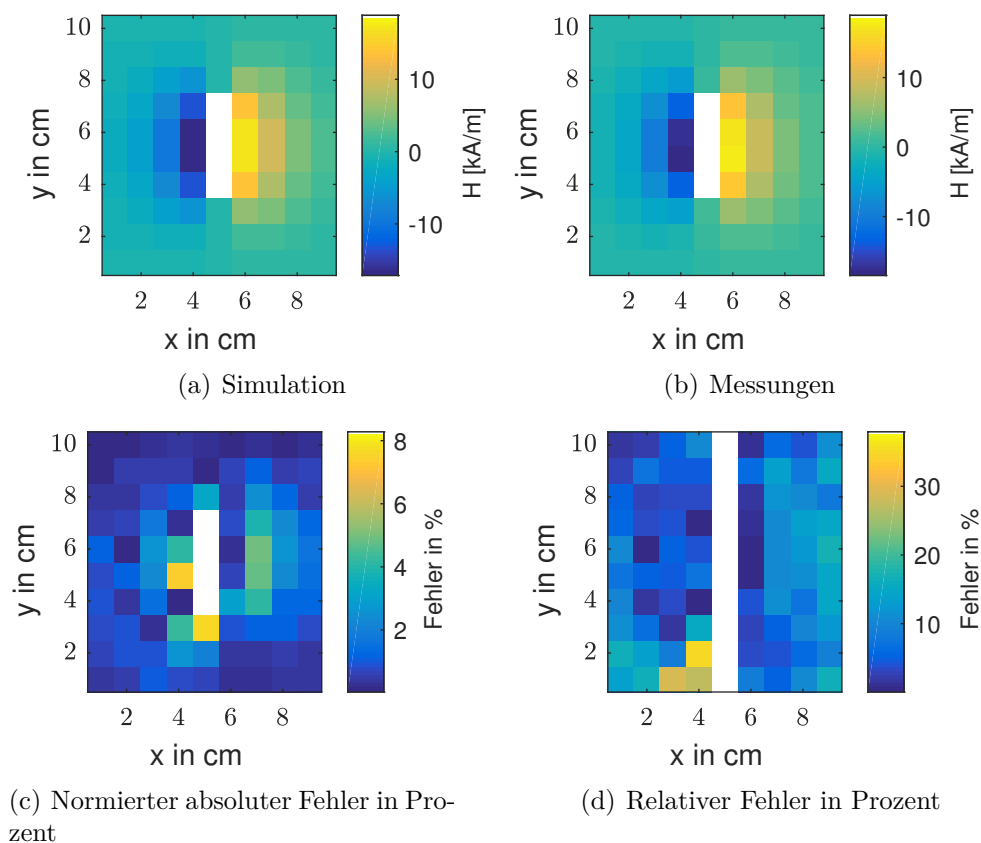 10
8
6
4
2
y in cm
2 4 6 8
x in cm
10
0
-10
H [kA/m]
(a) Simulation
10
8
6
4
2
y in cm
2 4 6 8
x in cm
10
0
-10
H [kA/m]
(b) Messungen
10
8
6
4
2
y in cm
2 4 6 8
x in cm
8
6
4
2
Fehler in %
(c) Normierter absoluter Fehler in Pro-
zent
10
8
6
4
2
y in cm
2 4 6 8
x in cm
30
20
10
Fehler in %
(d) Relativer Fehler in Prozent